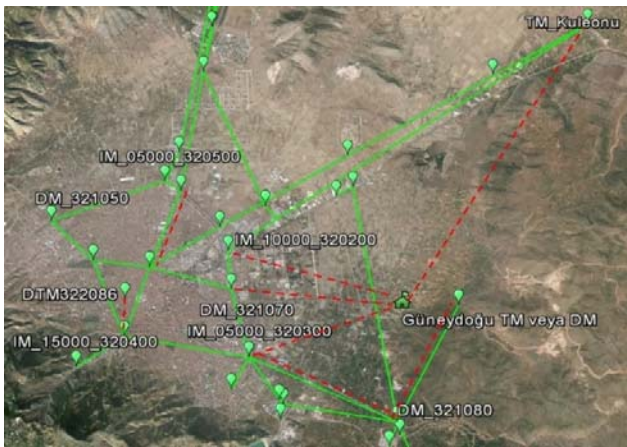 TM_Kuleonu
IM_05000_320500
DM_321050
IM_10000_320200
DTM322086
DM_321070
Güneydoğu TM veya DM
IM_15000_320400
IM_05000_320300
DM_321080